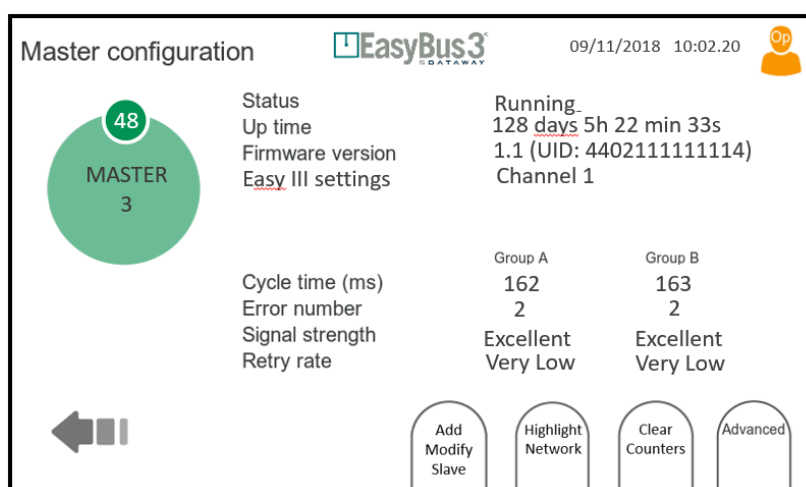 Master configuration
EasyBus3
DATAWAY
09/11/2018 10:02.20
Op
48
MASTER
3
Status Running
Up time 128 days 5h 22 min 33s
Firmware version 1.1 (UID: 4402111111114)
Easy III settings Channel 1
Group A Group B
Cycle time (ms) 162 163
Error number 2 2
Signal strength Excellent Excellent
Retry rate Very Low Very Low
Add
Modify
Slave
Highlight
Network
Clear
Counters
Advanced